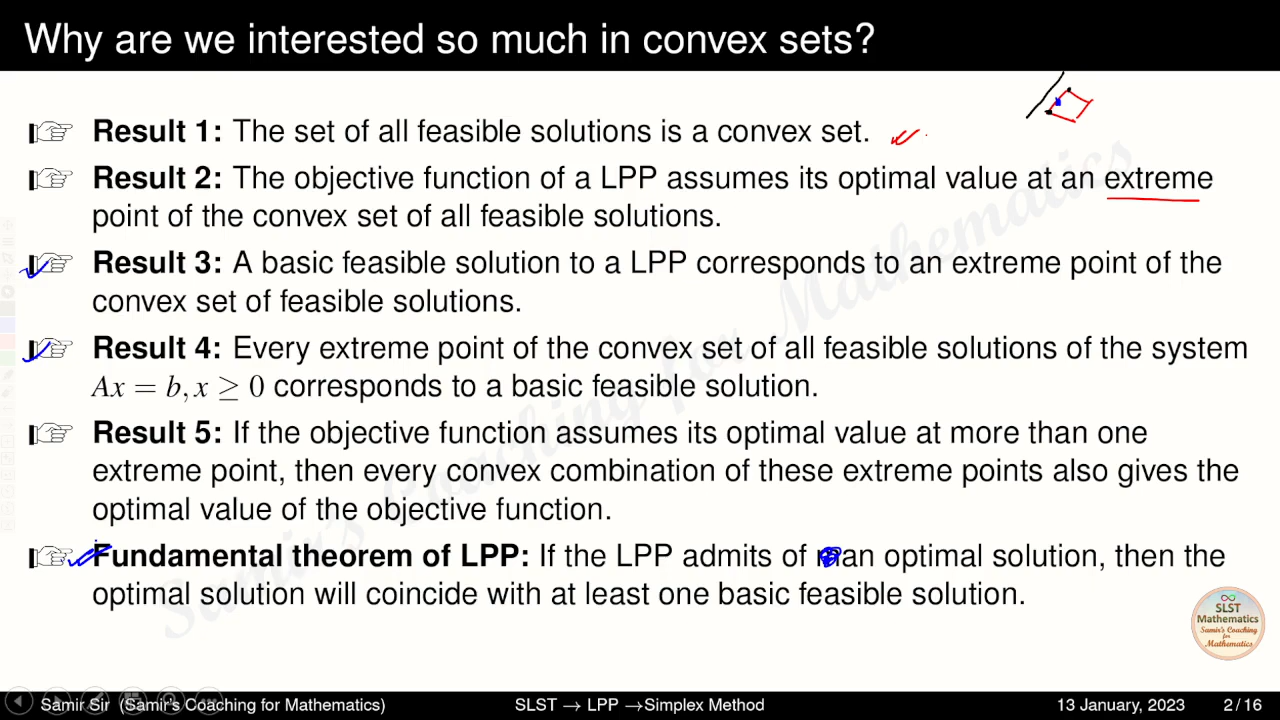 Why are we interested so much in convex sets?
Result 1: The set of all feasible solutions is a convex set.
Result 2: The objective function of a LPP assumes its optimal value at an extreme
point of the convex set of all feasible solutions.
Result 3: A basic feasible solution to a LPP corresponds to an extreme point of the
convex set of feasible solutions.
Result 4: Every extreme point of the convex set of all feasible solutions of the system
Ax = b, x ≥ 0 corresponds to a basic feasible solution.
Result 5: If the objective function assumes its optimal value at more than one
extreme point, then every convex combination of these extreme points also gives the
optimal value of the objective function.
Fundamental theorem of LPP: If the LPP admits of an optimal solution, then the
optimal solution will coincide with at least one basic feasible solution.
Samir's Coaching for Mathematics
SLST
Mathematics
Samir's Coaching
for
Mathematics
Samir Sir (Samir's Coaching for Mathematics) SLST → LPP →Simplex Method 13 January, 2023 2 / 16